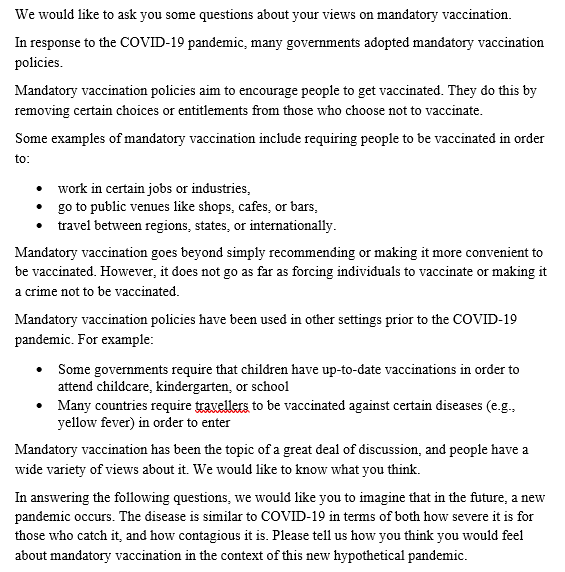 We would like to ask you some questions about your views on mandatory vaccination.
In response to the COVID-19 pandemic, many governments adopted mandatory vaccination
policies.
Mandatory vaccination policies aim to encourage people to get vaccinated. They do this by
removing certain choices or entitlements from those who choose not to vaccinate.
Some examples of mandatory vaccination include requiring people to be vaccinated in order
to:
• work in certain jobs or industries,
• go to public venues like shops, cafes, or bars,
• travel between regions, states, or internationally.
Mandatory vaccination goes beyond simply recommending or making it more convenient to
be vaccinated. However, it does not go as far as forcing individuals to vaccinate or making it
a crime not to be vaccinated.
Mandatory vaccination policies have been used in other settings prior to the COVID-19
pandemic. For example:
• Some governments require that children have up-to-date vaccinations in order to
attend childcare, kindergarten, or school
• Many countries require travellers to be vaccinated against certain diseases (e.g.,
yellow fever) in order to enter
Mandatory vaccination has been the topic of a great deal of discussion, and people have a
wide variety of views about it. We would like to know what you think.
In answering the following questions, we would like you to imagine that in the future, a new
pandemic occurs. The disease is similar to COVID-19 in terms of both how severe it is for
those who catch it, and how contagious it is. Please tell us how you think you would feel
about mandatory vaccination in the context of this new hypothetical pandemic.